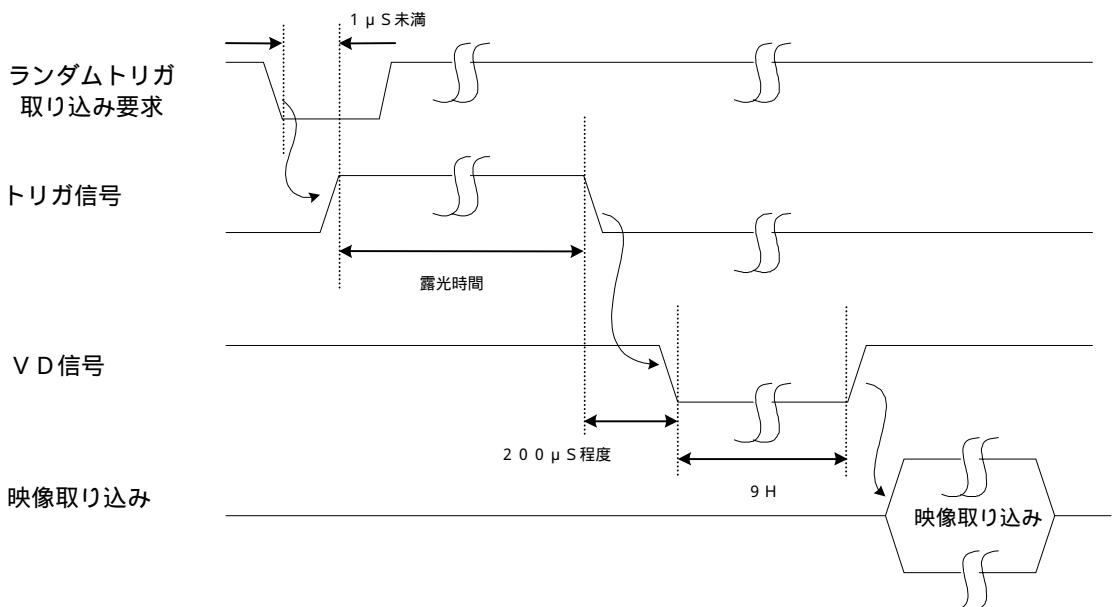 1μS未満
ランダムトリガ
取り込み要求
トリガ信号
露光時間
VD信号
200μS程度
9H
映像取り込み
映像取り込み